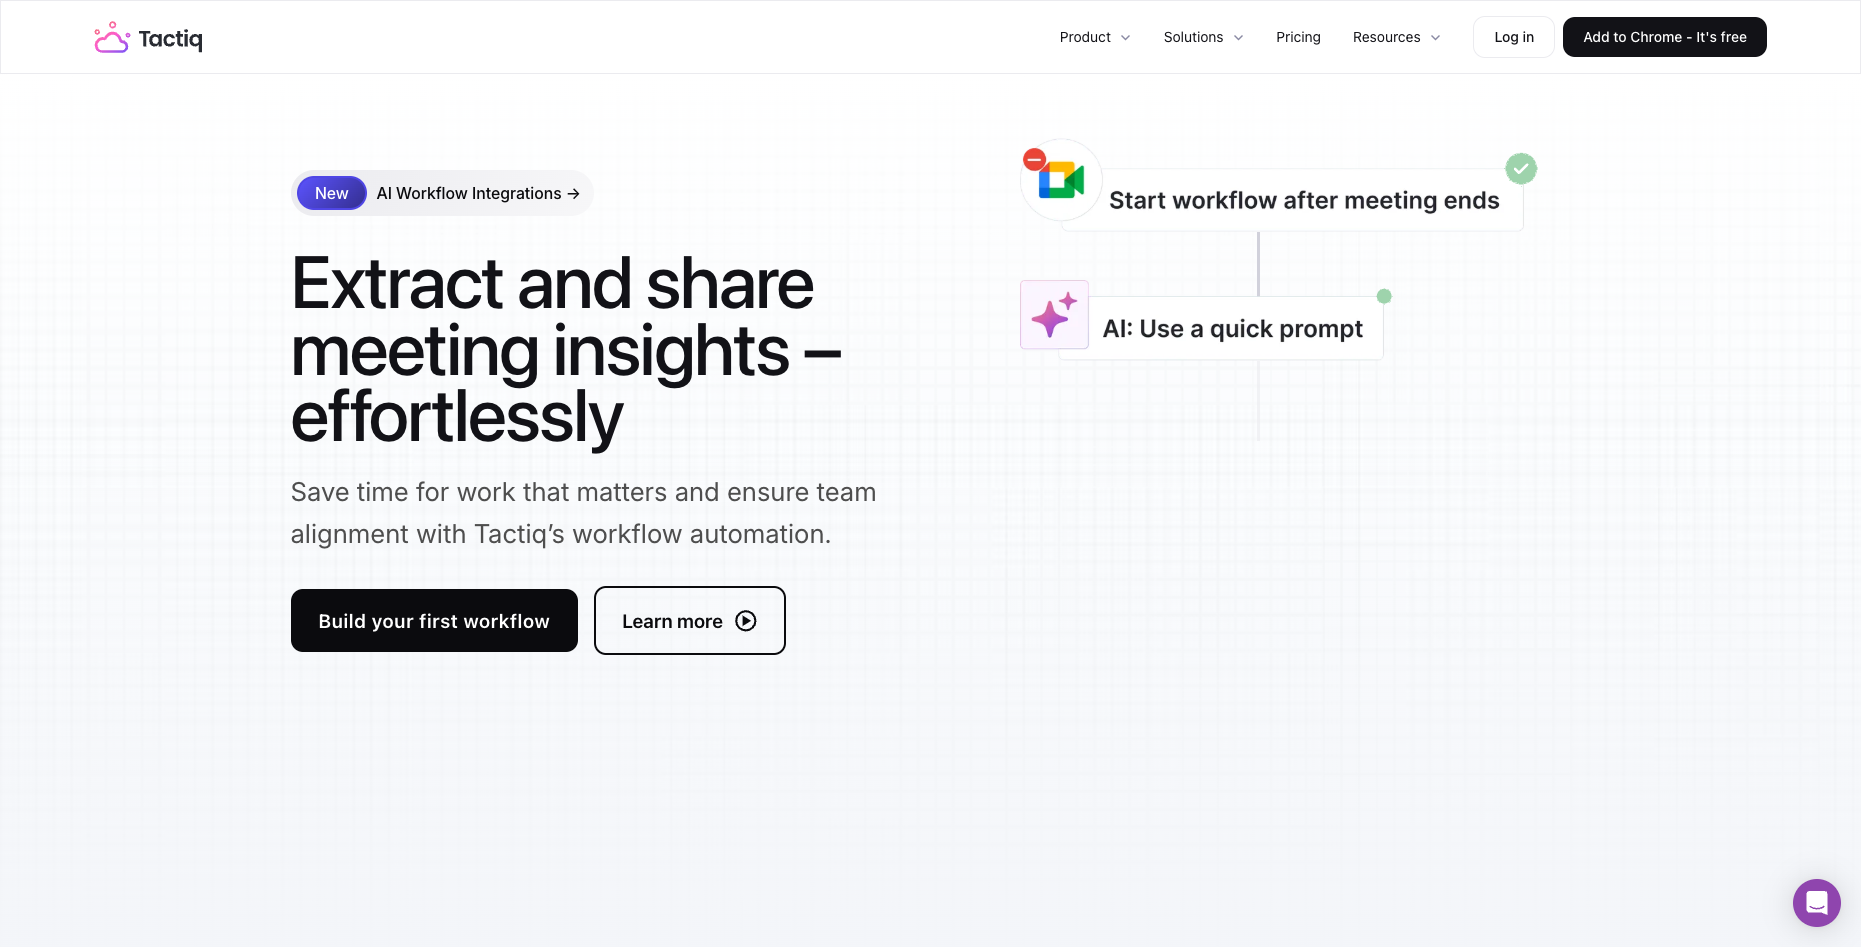 Tactiq
Product
Solutions
Pricing
Resources
Log in
Add to Chrome - It's free
New AI Workflow Integrations →
Extract and share
meeting insights –
effortlessly
Save time for work that matters and ensure team
alignment with Tactiq’s workflow automation.
Build your first workflow
Learn more
Start workflow after meeting ends
AI: Use a quick prompt